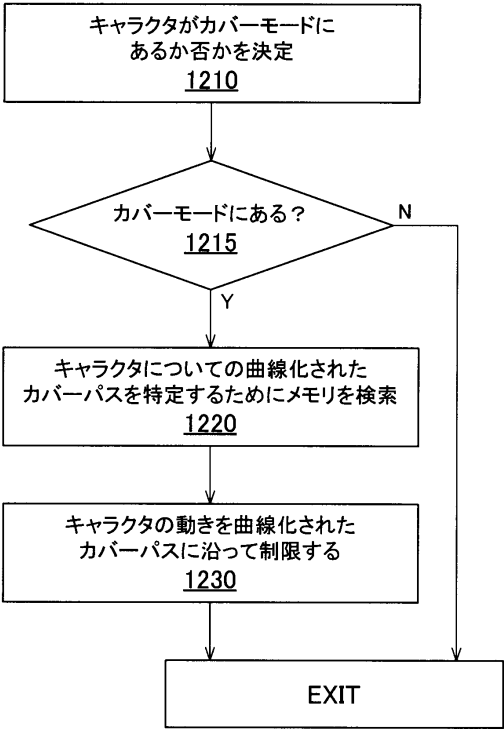 キャラクタがカバーモードに
あるか否かを決定
1210
カバーモードにある?
1215
N
Y
キャラクタについての曲線化された
カバーパスを特定するためにメモリを検索
1220
キャラクタの動きを曲線化された
カバーパスに沿って制限する
1230
EXIT